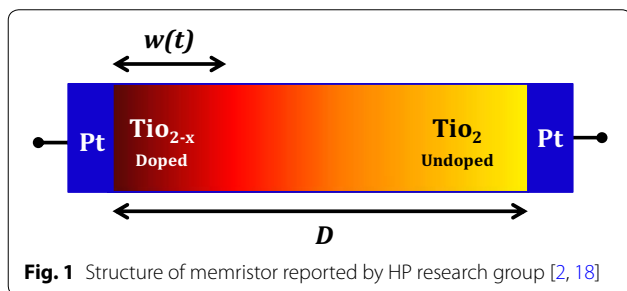 w(t)
Pt
Tio2-x
Doped
Tio2
Undoped
Pt
D
Fig. 1 Structure of memristor reported by HP research group [2, 18]